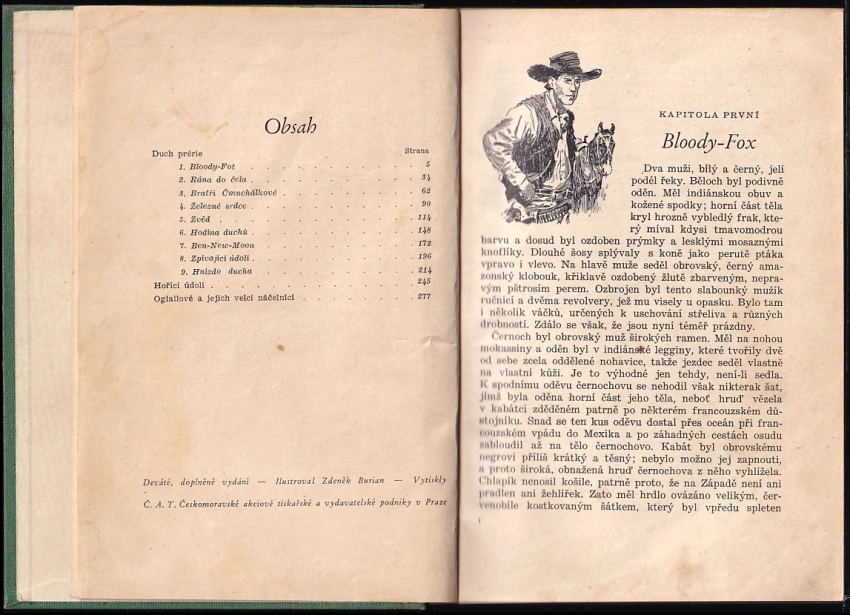 Obsah
Strana
Duch prérie
1. Bloody-Fot . . . . . . . . . . . . 5
2. Rána do čela . . . . . . . . . . . . 34
3. Bratři Čmuchálkové . . . . . . . . . . 62
4. Železné srdce . . . . . . . . . . . . 90
5. Zvěd . . . . . . . . . . . . . 114
6. Hodina duchů . . . . . . . . . . . . 148
7. Ben-New-Moon . . . . . . . . . . . . 172
8. Zpívající údolí . . . . . . . . . . . . 196
9. Hnízdo ducha . . . . . . . . . . . . 214
Hořící údolí . . . . . . . . . . . . . . 245
Oglallové a jejich velcí náčelníci . . . . . . . . . 277
Deváté, doplněné vydání — Ilustroval Zdeněk Burian — Vytiskly
Č. A. T. Českomoravské akciové tiskařské a vydavatelské podniky v Praze
KAPITOLA PRVNÍ
Bloody-Fox
Dva muži, bílý a černý, jeli
podél řeky. Běloch byl podivně
oděn. Měl indiánskou obuv a
kožené spodky; horní část těla
kryl hrozně vybledlý frak, kte-
rý míval kdysi tmavomodrou
barvu a dosud byl ozdoben prýmky a lesklými mosaznými
knoflíky. Dlouhé šosy splývaly s koně jako perutě ptáka
vpravo i vlevo. Na hlavě muže seděl obrovský, černý ama-
zonský klobouk, křiklavě ozdobený žlutě zbarveným, nepra-
vým pštrosím perem. Ozbrojen byl tento slabounký mužík
ručnicí a dvěma revolvery, jež mu visely u opasku. Bylo tam
i několik váčků, určených k uschování střeliva a různých
drobností. Zdálo se však, že jsou nyní téměř prázdny.
Černoch byl obrovský muž širokých ramen. Měl na nohou
mokassiny a oděn byl v indiánské legginy, které tvořily dvě
od sebe zcela oddělené nohavice, takže jezdec seděl vlastně
na vlastní kůži. Je to výhodné jen tehdy, není-li sedla.
K spodnímu oděvu černochovu se nehodil však nikterak šat,
jímž byla oděna horní část jeho těla, neboť hruď vězela
v kabátci zděděném patrně po některém francouzském dů-
stojníku. Snad se ten kus oděvu dostal přes oceán při fran-
couzském vpádu do Mexika a po záhadných cestách osudu
zabloudil až na tělo černochovo. Kabát byl obrovskému
negrovi příliš krátký a těsný; nebylo možno jej zapnouti,
a proto široká, obnažená hruď černochova z něho vyhlížela.
Chlapík nenosil košile, patrně proto, že na Západě není ani
pradlen ani žehlířek. Zato měl hrdlo ovázáno velikým, čer-
venobíle kostkovaným šátkem, který byl vpředu spleten